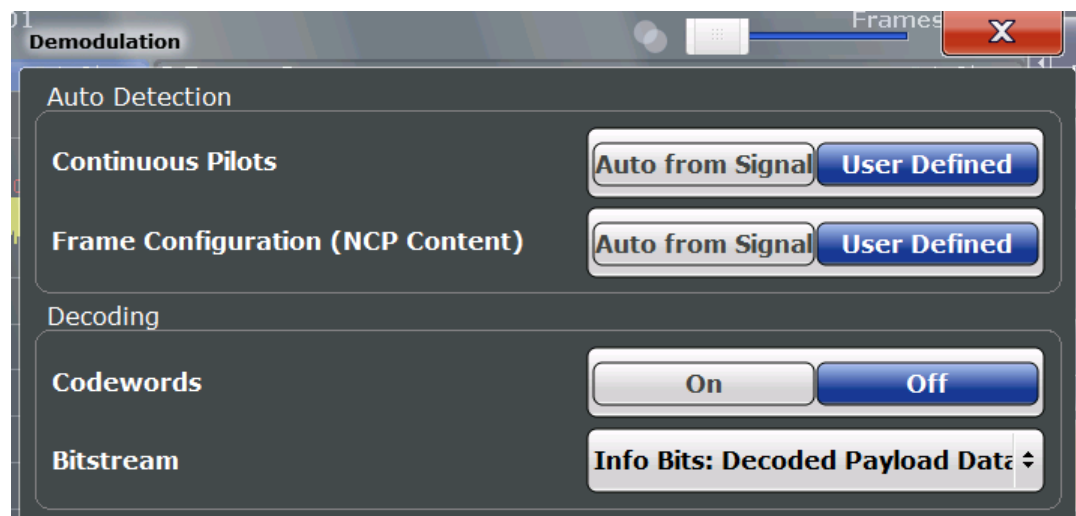 Frames
Demodulation
X
Auto Detection
Continuous Pilots
Auto from Signal User Defined
Frame Configuration (NCP Content)
Auto from Signal User Defined
Decoding
Codewords
On Off
Bitstream
Info Bits: Decoded Payload Data